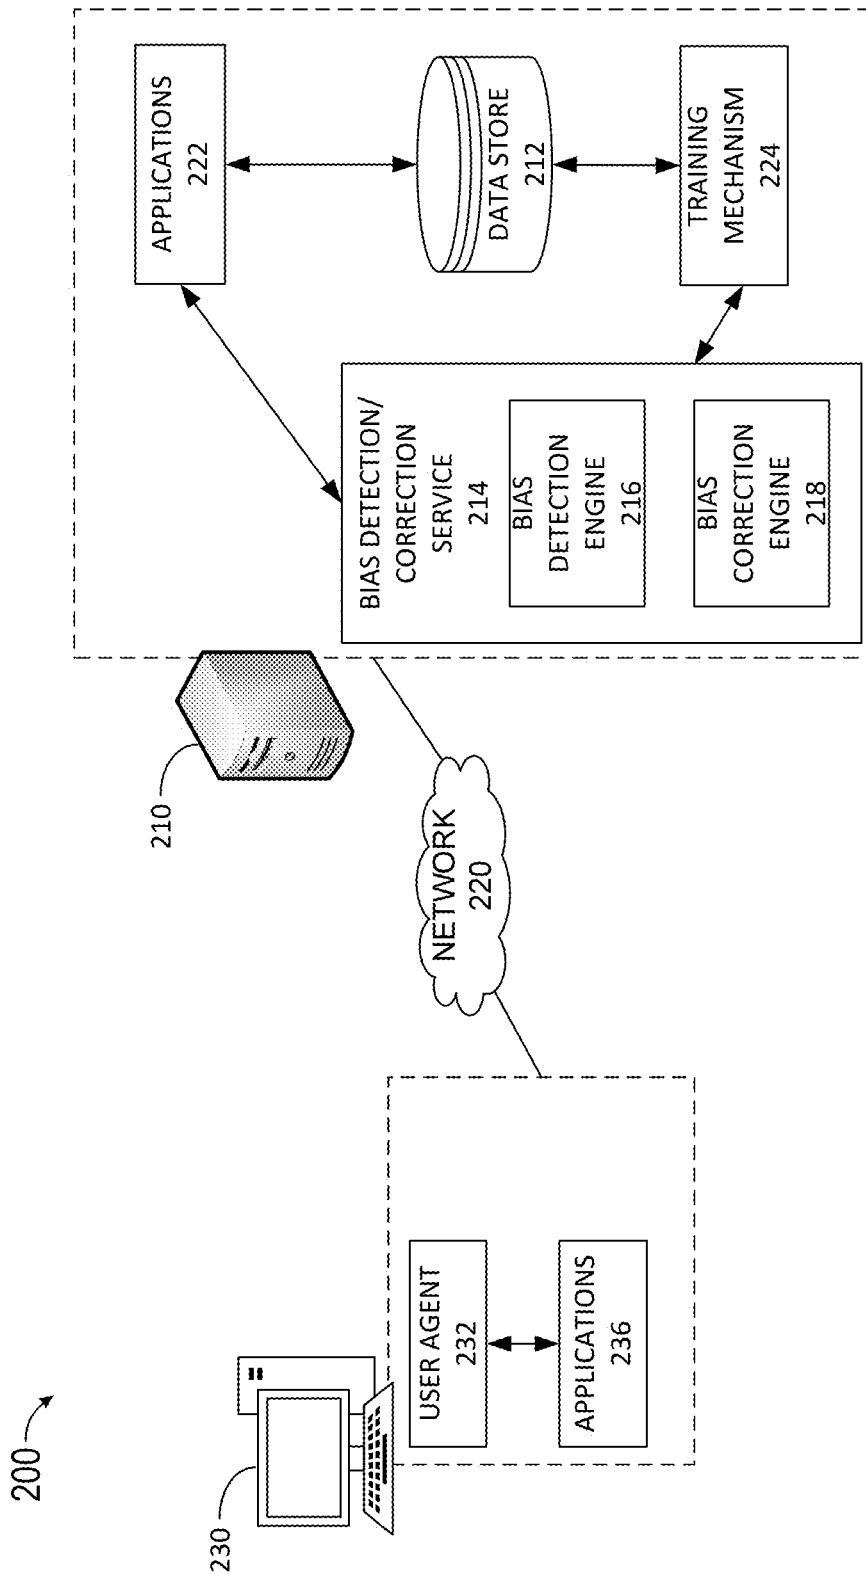 200
230
USER AGENT
232
APPLICATIONS
236
NETWORK
220
210
BIAS DETECTION/
CORRECTION
SERVICE
214
BIAS
DETECTION
ENGINE
216
BIAS
CORRECTION
ENGINE
218
APPLICATIONS
222
DATA STORE
212
TRAINING
MECHANISM
224